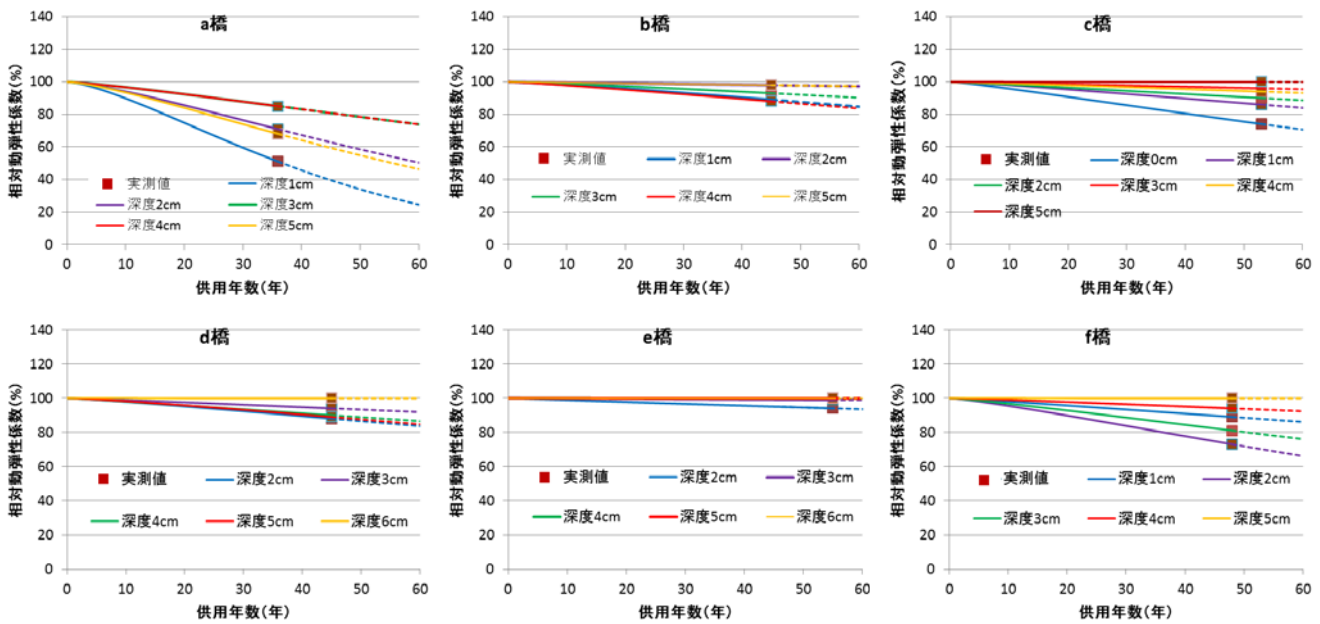 a橋
相対動弾性係数(%)
140
120
100
80
60
40
20
0
実測値 深度1cm
深度2cm 深度3cm
深度4cm 深度5cm
0 10 20 30 40 50 60
供用年数(年)
b橋
相対動弾性係数(%)
140
120
100
80
60
40
20
0
実測値 深度1cm 深度2cm
深度3cm 深度4cm 深度5cm
0 10 20 30 40 50 60
供用年数(年)
c橋
相対動弾性係数(%)
140
120
100
80
60
40
20
0
実測値 深度0cm 深度1cm
深度2cm 深度3cm 深度4cm
深度5cm
0 10 20 30 40 50 60
供用年数(年)
d橋
相対動弾性係数(%)
140
120
100
80
60
40
20
0
実測値 深度2cm 深度3cm
深度4cm 深度5cm 深度6cm
0 10 20 30 40 50 60
供用年数(年)
e橋
相対動弾性係数(%)
140
120
100
80
60
40
20
0
実測値 深度2cm 深度3cm
深度4cm 深度5cm 深度6cm
0 10 20 30 40 50 60
供用年数(年)
f橋
相対動弾性係数(%)
140
120
100
80
60
40
20
0
実測値 深度1cm 深度2cm
深度3cm 深度4cm 深度5cm
0 10 20 30 40 50 60
供用年数(年)